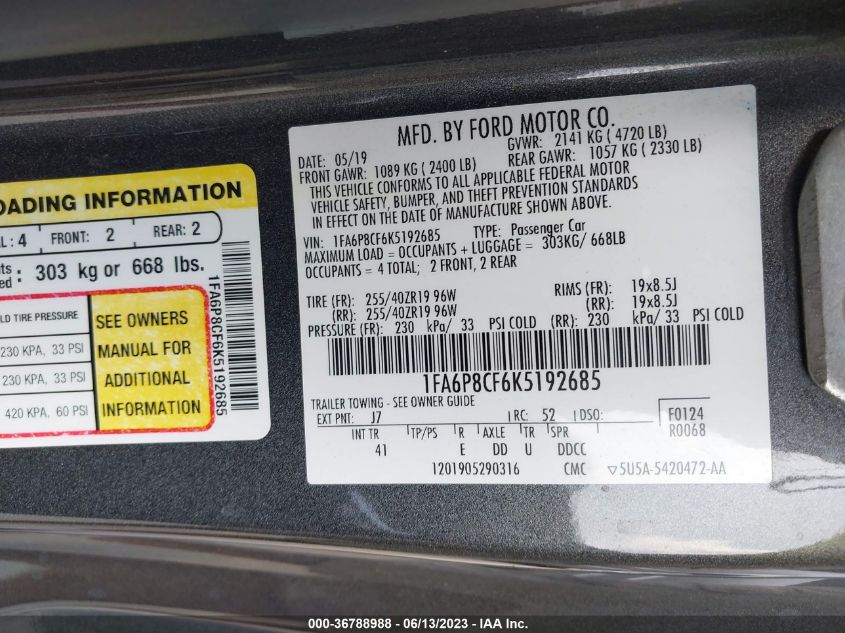 OADING INFORMATION
L: 4 FRONT: 2 REAR: 2
303 kg or 668 lbs.
LD TIRE PRESSURE
230 KPA, 33 PSI
230 KPA, 33 PSI
420 KPA, 60 PSI
SEE OWNERS
MANUAL FOR
ADDITIONAL
INFORMATION
1FA6P8CF6K5192685
MFD. BY FORD MOTOR CO.
DATE: 05/19 GVWR: 2141 KG ( 4720 LB)
FRONT GAWR: 1089 KG ( 2400 LB) REAR GAWR: 1057 KG ( 2330 LB)
THIS VEHICLE CONFORMS TO ALL APPLICABLE FEDERAL MOTOR
VEHICLE SAFETY, BUMPER, AND THEFT PREVENTION STANDARDS
IN EFFECT ON THE DATE OF MANUFACTURE SHOWN ABOVE.
VIN: 1FA6P8CF6K5192685 TYPE: Passenger Car
MAXIMUM LOAD = OCCUPANTS + LUGGAGE = 303KG/ 668LB
OCCUPANTS = 4 TOTAL; 2 FRONT, 2 REAR
TIRE (FR): 255/40ZR19 96W RIMS (FR): 19x8.5J
(RR): 255/40ZR19 96W (RR): 19x8.5J
PRESSURE (FR): 230 kPa/ 33 PSI COLD (RR): 230 kPa/ 33 PSI COLD
1FA6P8CF6K5192685
TRAILER TOWING - SEE OWNER GUIDE
EXT PNT: J7 RC: 52 DSO: F0124
INT TR TP/PS R AXLE TR SPR R0068
41 E DD U DDCC
1201905290316 CMC ▽5U5A-5420472-AA
000-36788988 - 06/13/2023 - IAA Inc.